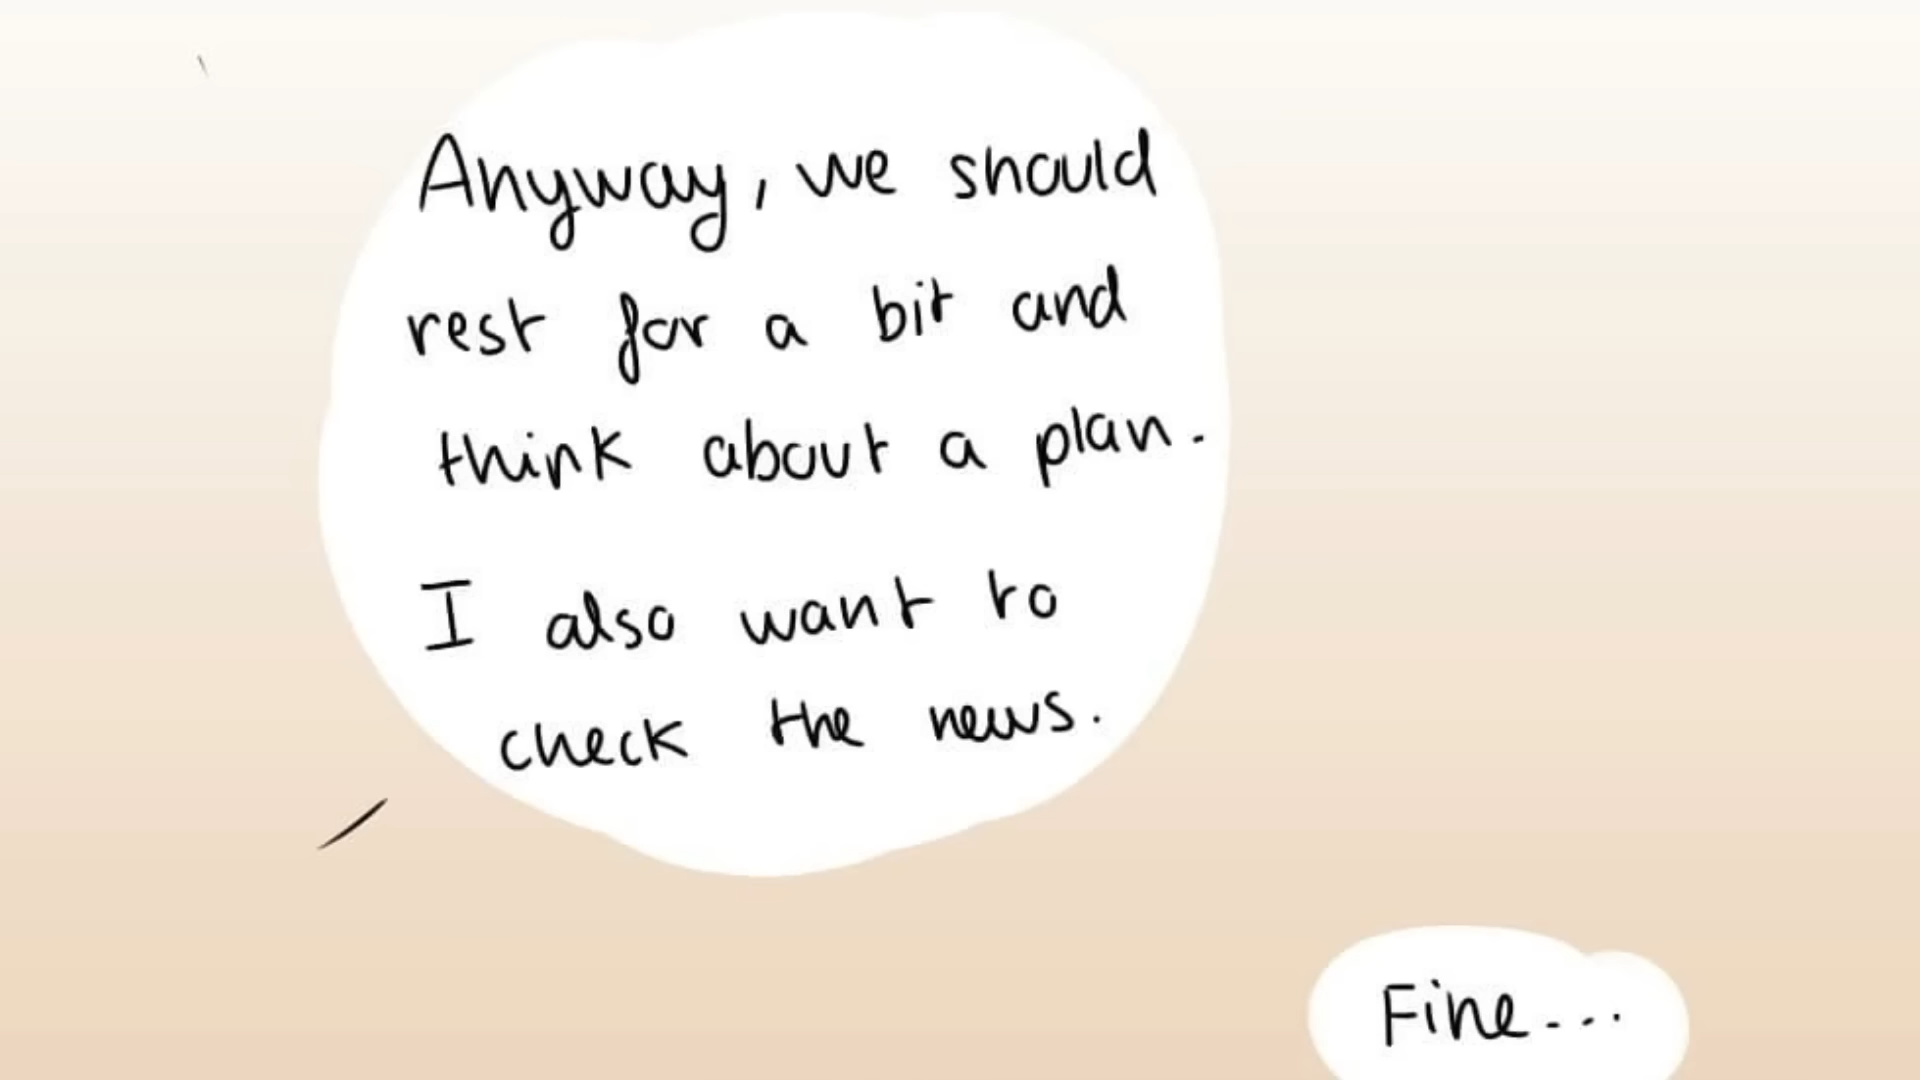 Anyway, we should
rest for a bit and
think about a plan.
I also want to
check the news.
Fine...